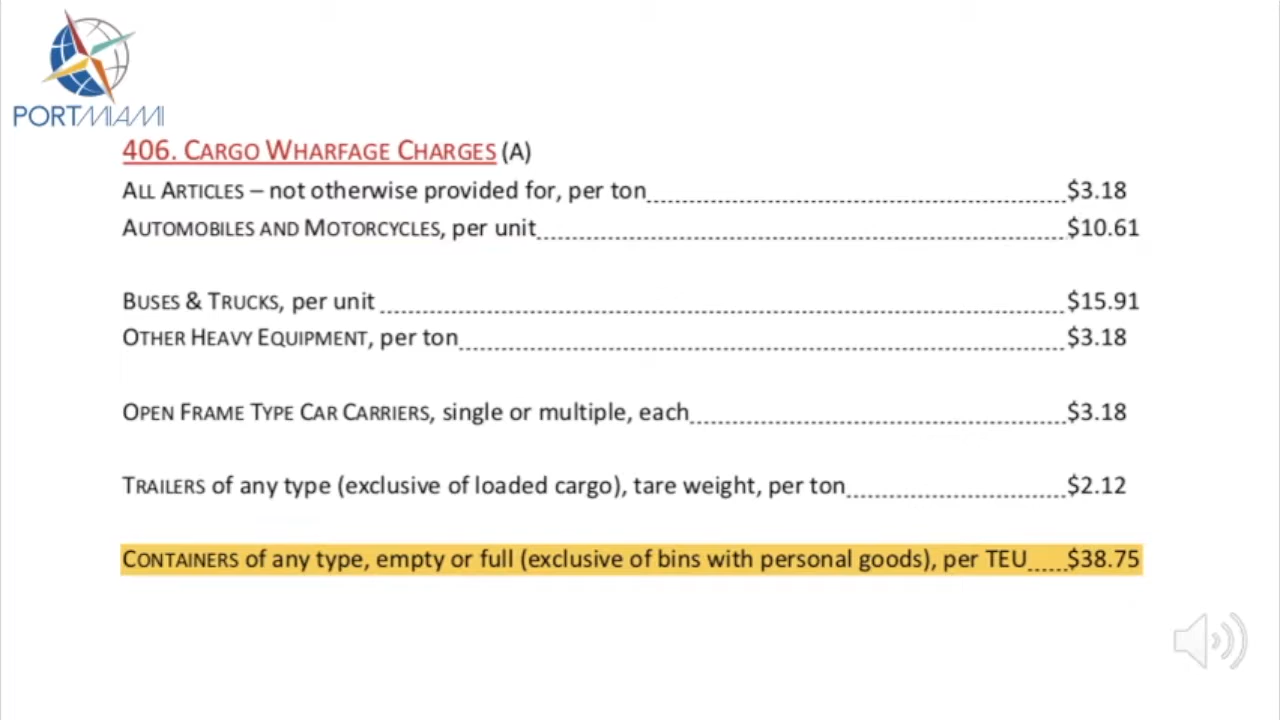 PORTMIAMI
406. CARGO WHARFAGE CHARGES (A)
ALL ARTICLES – not otherwise provided for, per ton $3.18
AUTOMOBILES AND MOTORCYCLES, per unit $10.61
BUSES & TRUCKS, per unit $15.91
OTHER HEAVY EQUIPMENT, per ton $3.18
OPEN FRAME TYPE CAR CARRIERS, single or multiple, each $3.18
TRAILERS of any type (exclusive of loaded cargo), tare weight, per ton $2.12
CONTAINERS of any type, empty or full (exclusive of bins with personal goods), per TEU $38.75